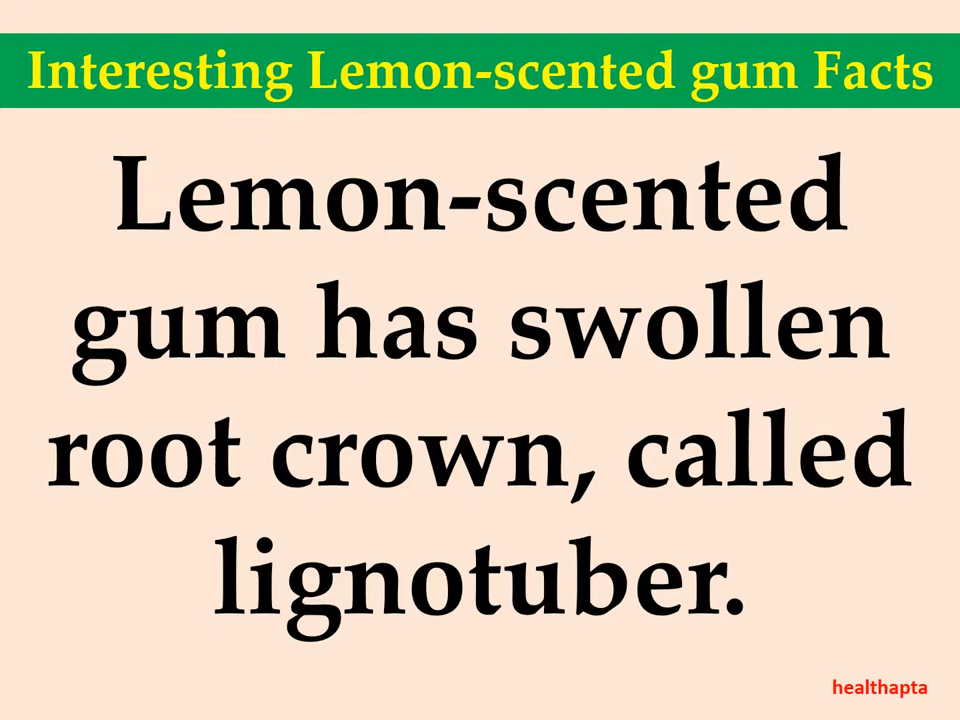 Interesting Lemon-scented gum Facts
Lemon-scented
gum has swollen
root crown, called
lignotuber.
healthapta